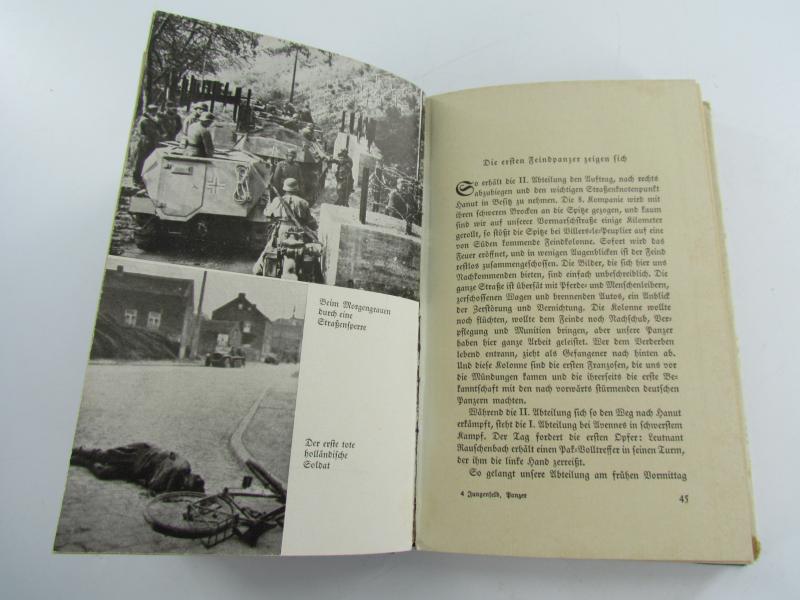 Beim Morgengrauen
durch eine
Straßensperre
Der erste tote
holländische
Soldat
Die ersten Feindpanzer zeigen sich
So erhält die II. Abteilung den Auftrag, nach rechts
abzubiegen und den wichtigen Straßenknotenpunkt
Hanut in Besitz zu nehmen. Die 8. Kompanie wird mit
ihren schweren Brocken an die Spitze gezogen, und kaum
sind wir auf unserer Vormarschstraße einige Kilometer
gerollt, so stößt die Spitze bei Villers-le-Peuplier auf eine
von Süden kommende Feindkolonne. Sofort wird das
Feuer eröffnet, und in wenigen Augenblicken ist der Feind
restlos zusammengeschossen. Die Bilder, die sich hier uns
Nachkommenden bieten, sind einfach unbeschreiblich. Die
ganze Straße ist übersät mit Pferde- und Menschenleibern,
zerschossenen Wagen und brennenden Autos, ein Anblick
der Zerstörung und Vernichtung. Die Kolonne wollte
noch flüchten, wollte dem Feinde noch Nachschub, Ver-
pflegung und Munition bringen, aber unsere Panzer
haben hier ganze Arbeit geleistet. Wer dem Verderben
lebend entrann, zieht als Gefangener nach hinten ab.
Und diese Kolonne sind die ersten Franzosen, die uns vor
die Mündungen kamen und die ihrerseits die erste Be-
kanntschaft mit den nach vorwärts stürmenden deutschen
Panzern machten.
Während die II. Abteilung sich so den Weg nach Hanut
erkämpft, steht die I. Abteilung bei Avennes in schwerstem
Kampf. Der Tag fordert die ersten Opfer: Leutnant
Rauschenbach erhält einen Pak-Volltreffer in seinen Turm,
der ihm die linke Hand zerreißt.
So gelangt unsere Abteilung am frühen Vormittag
4 Jungenfeld, Panzer
45